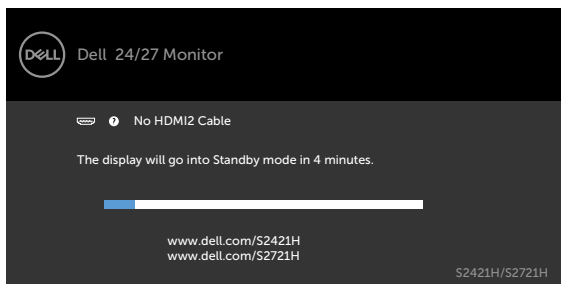 DELL
Dell 24/27 Monitor
? No HDMI2 Cable
The display will go into Standby mode in 4 minutes.
www.dell.com/S2421H
www.dell.com/S2721H
S2421H/S2721H